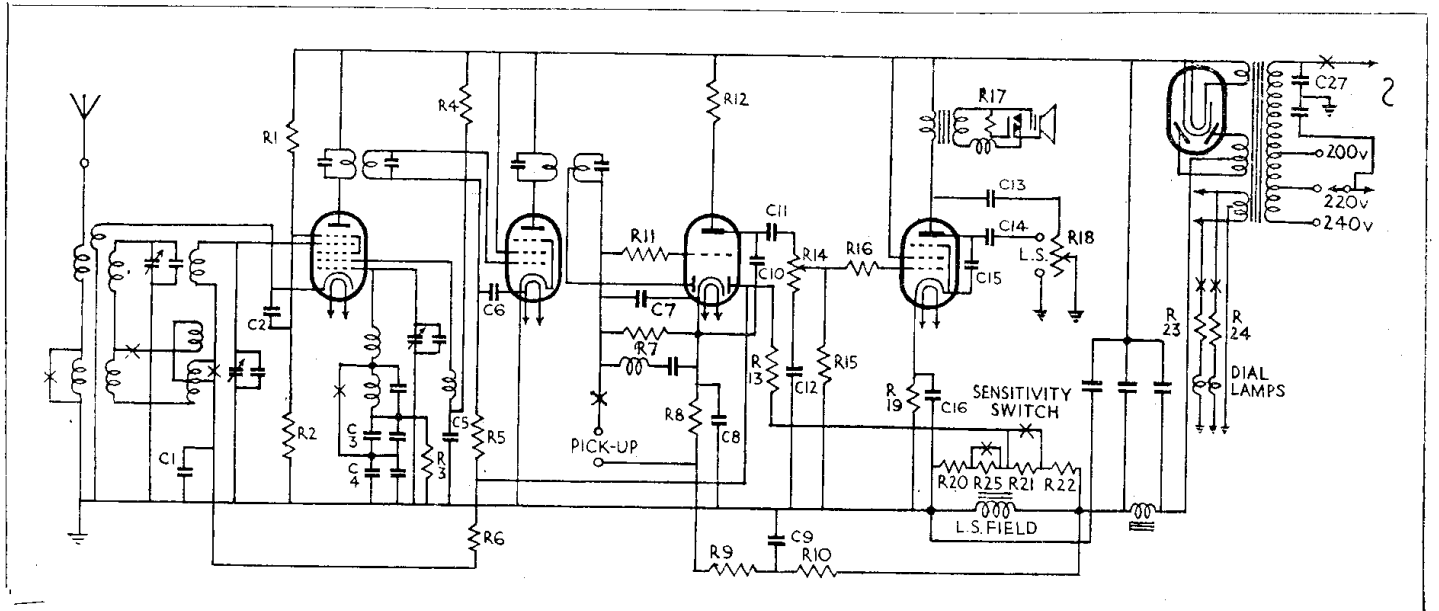 R1
R4
R12
R17
C27
200v
220v
240v
C2
R2
C1
C3
C4
R3
C5
R5
R6
C6
R11
C7
R7
PICK-UP
R8
C8
R9
C9
R10
C10
C11
R14
R13
C12
R15
R16
C13
C14
L.S.
R18
C15
R19
C16
SENSITIVITY
SWITCH
R20
R25
R21
R22
L.S. FIELD
R23
R24
DIAL
LAMPS